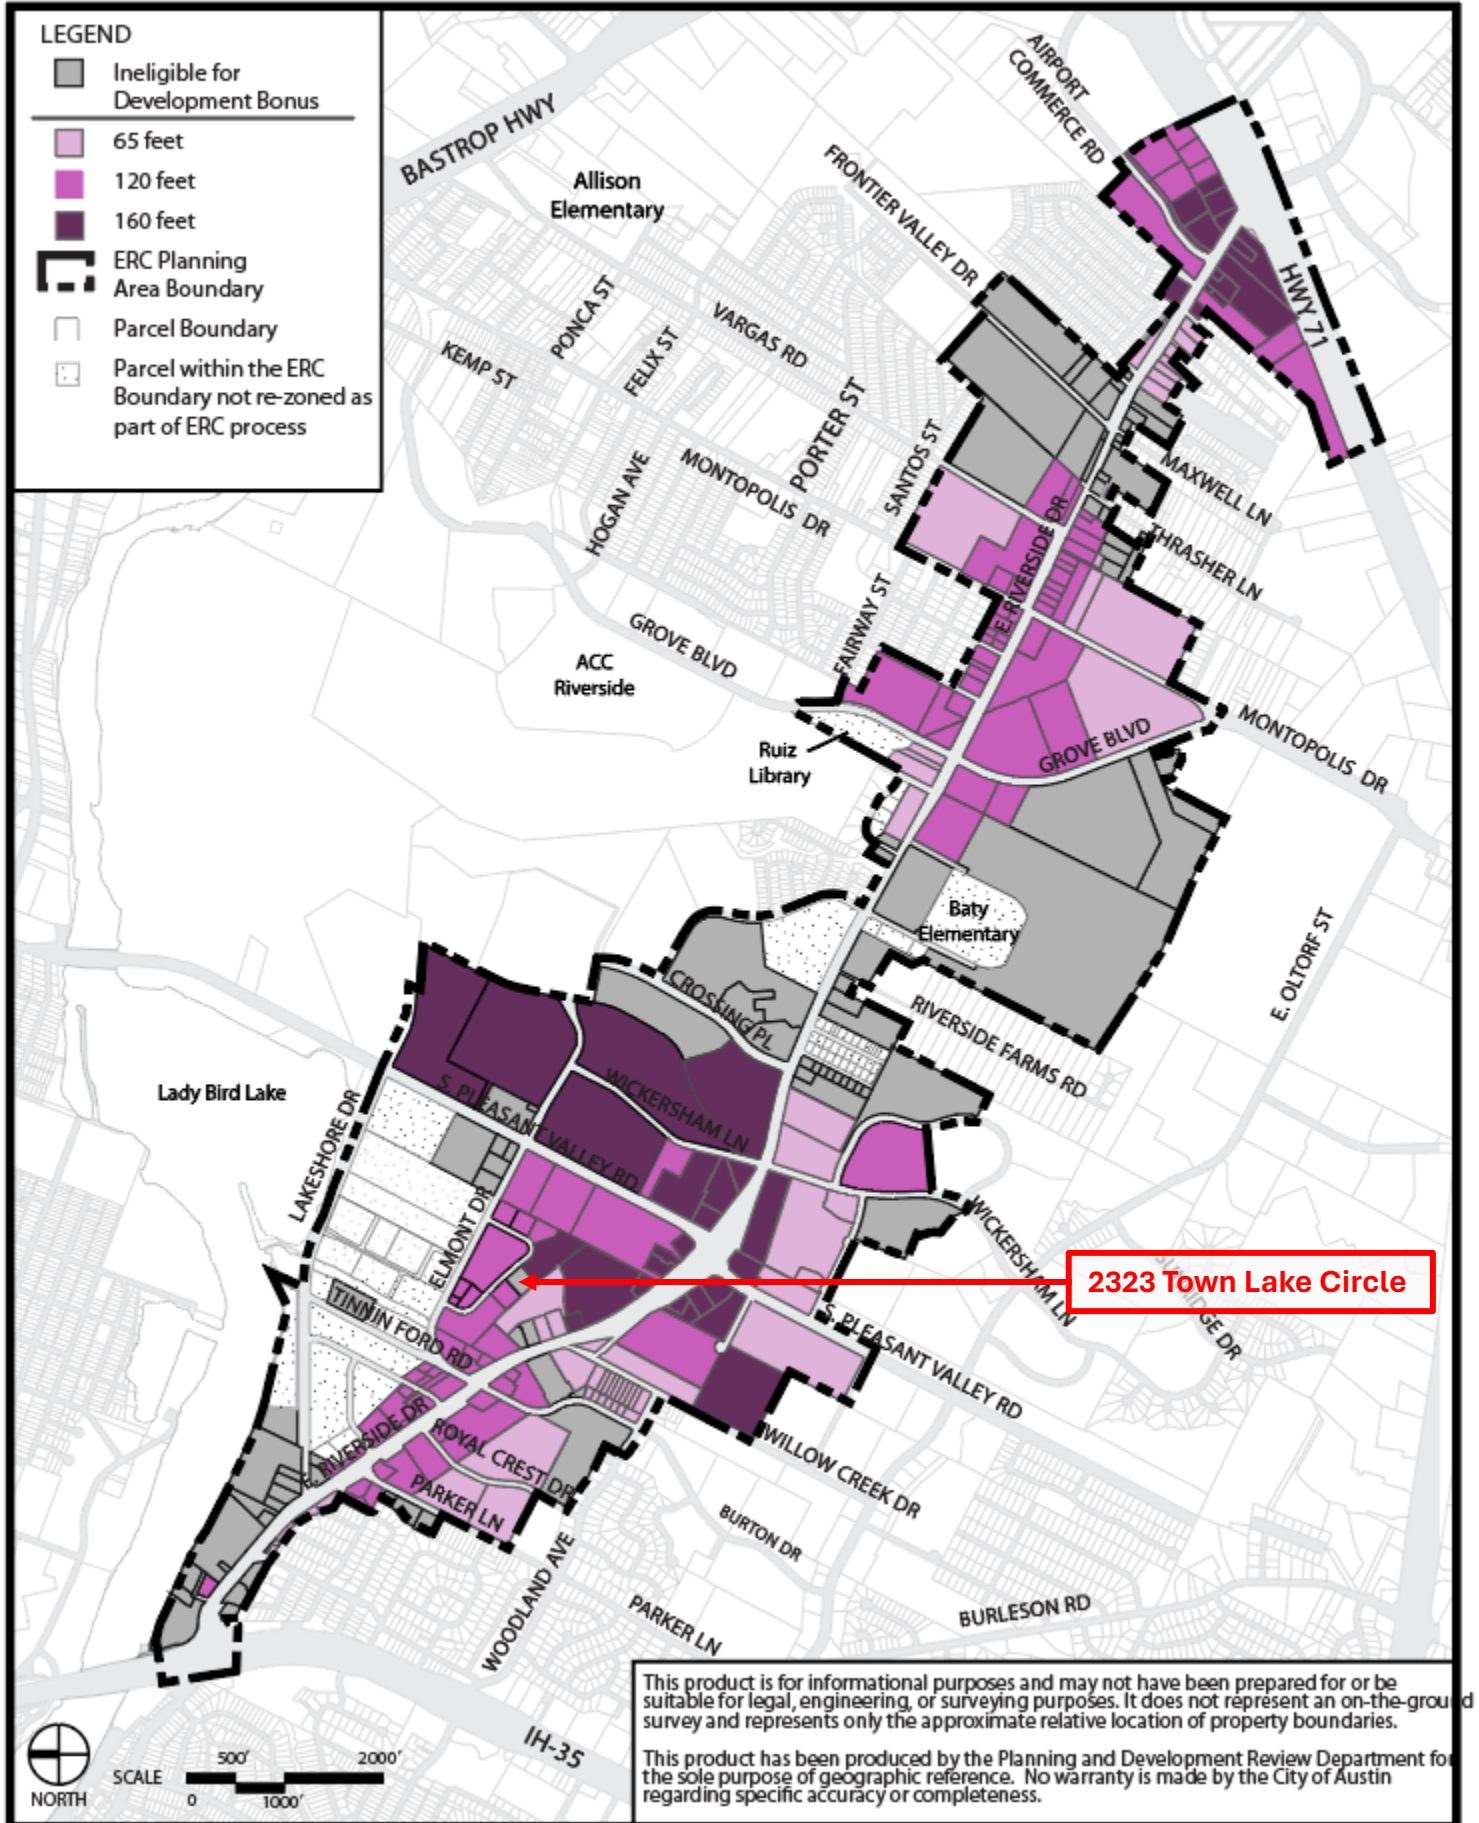 LEGEND
Ineligible for
Development Bonus
65 feet
120 feet
160 feet
ERC Planning
Area Boundary
Parcel Boundary
Parcel within the ERC
Boundary not re-zoned as
part of ERC process
BASTROP HWY
AIRPORT
COMMERCE RD
Allison
Elementary
FRONTIER VALLEY DR
HWY 71
PONCA ST
VARGAS RD
KEMP ST
FELIX ST
PORTER ST
SANTOS ST
MONTOPOLIS DR
HOGAN AVE
MAXWELL LN
THRASHER LN
E. RIVERSIDE DR
FAIRWAY ST
GROVE BLVD
ACC
Riverside
Ruiz
Library
GROVE BLVD
MONTOPOLIS DR
Baty
Elementary
E. OLTORF ST
CROSSING PL
RIVERSIDE FARMS RD
Lady Bird Lake
LAKESHORE DR
S. PLEASANT VALLEY RD
WICKERSHAM LN
ELMONT DR
WICKERSHAM LN
2323 Town Lake Circle
TINNIN FORD RD
S. PLEASANT VALLEY RD
E. RIVERSIDE DR
ROYAL CREST DR
PARKER LN
WILLOW CREEK DR
BURTON DR
WOODLAND AVE
PARKER LN
BURLESON RD
IH-35
NORTH
SCALE
500'
2000'
0
1000'
This product is for informational purposes and may not have been prepared for or be
suitable for legal, engineering, or surveying purposes. It does not represent an on-the-ground
survey and represents only the approximate relative location of property boundaries.
This product has been produced by the Planning and Development Review Department for
the sole purpose of geographic reference. No warranty is made by the City of Austin
regarding specific accuracy or completeness.